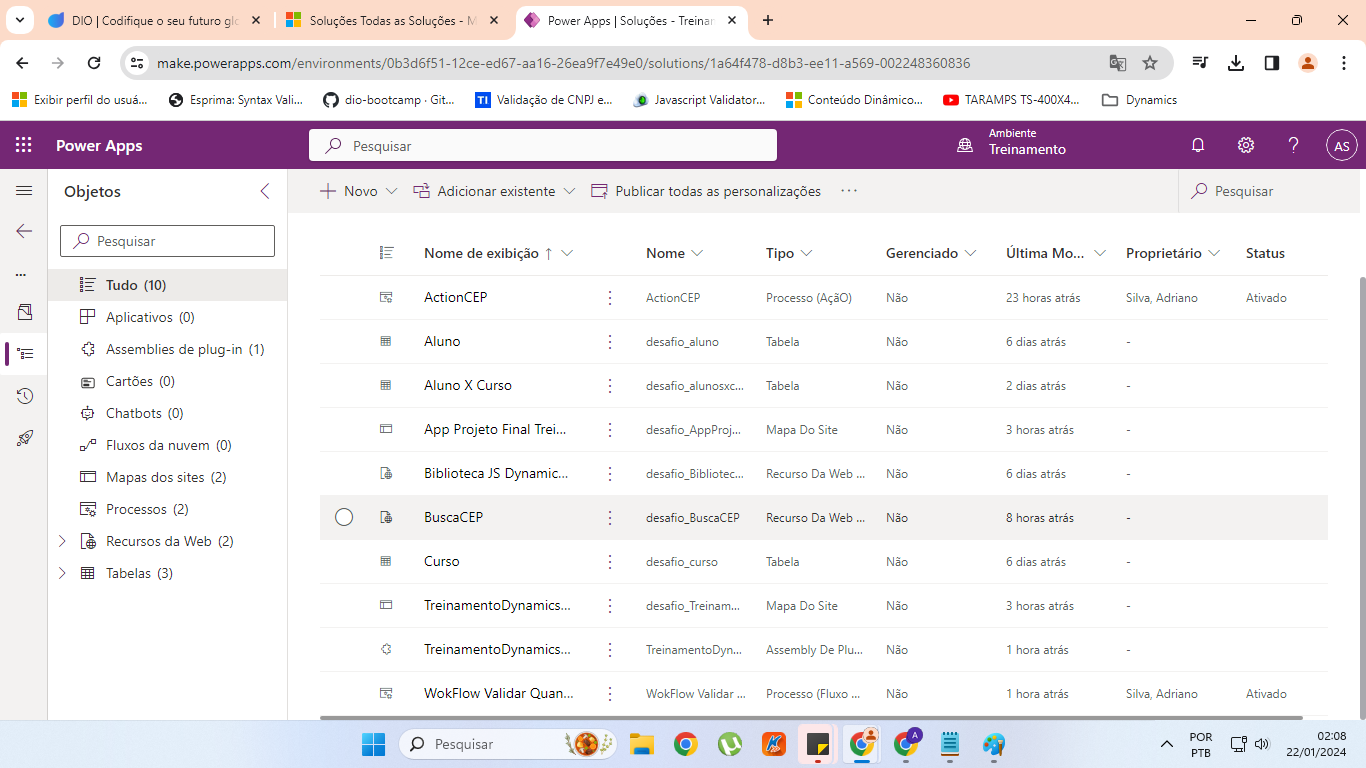 DIO | Codifique o seu futuro glo
Soluções Todas as Soluções - M
Power Apps | Soluções - Treinan
make.powerapps.com/environments/0b3d6f51-12ce-ed67-aa16-26ea9f7e49e0/solutions/1a64f478-d8b3-ee11-a569-002248360836
Exibir perfil do usuá...
Esprima: Syntax Vali...
dio-bootcamp · Git...
TI
Validação de CNPJ e...
Javascript Validator...
Conteúdo Dinâmico...
TARAMPS TS-400X4...
Dynamics
Power Apps
Pesquisar
Ambiente
Treinamento
AS
Objetos
Novo
Adicionar existente
Publicar todas as personalizações
Pesquisar
Pesquisar
Tudo (10)
Aplicativos (0)
Assemblies de plug-in (1)
Cartões (0)
Chatbots (0)
Fluxos da nuvem (0)
Mapas dos sites (2)
Processos (2)
Recursos da Web (2)
Tabelas (3)
Nome de exibição ↑ Nome Tipo Gerenciado Última Mo... Proprietário Status
ActionCEP ActionCEP Processo (AçãO) Não 23 horas atrás Silva, Adriano Ativado
Aluno desafio_aluno Tabela Não 6 dias atrás -
Aluno X Curso desafio_alunosxc... Tabela Não 2 dias atrás -
App Projeto Final Trei... desafio_AppProj... Mapa Do Site Não 3 horas atrás -
Biblioteca JS Dynamic... desafio_Bibliotec... Recurso Da Web ... Não 6 dias atrás -
BuscaCEP desafio_BuscaCEP Recurso Da Web ... Não 8 horas atrás -
Curso desafio_curso Tabela Não 6 dias atrás -
TreinamentoDynamics... desafio_Treinam... Mapa Do Site Não 3 horas atrás -
TreinamentoDynamics... TreinamentoDyn... Assembly De Plu... Não 1 hora atrás -
WokFlow Validar Quan... WokFlow Validar ... Processo (Fluxo ... Não 1 hora atrás Silva, Adriano Ativado
Pesquisar
A
POR
PTB
02:08
22/01/2024